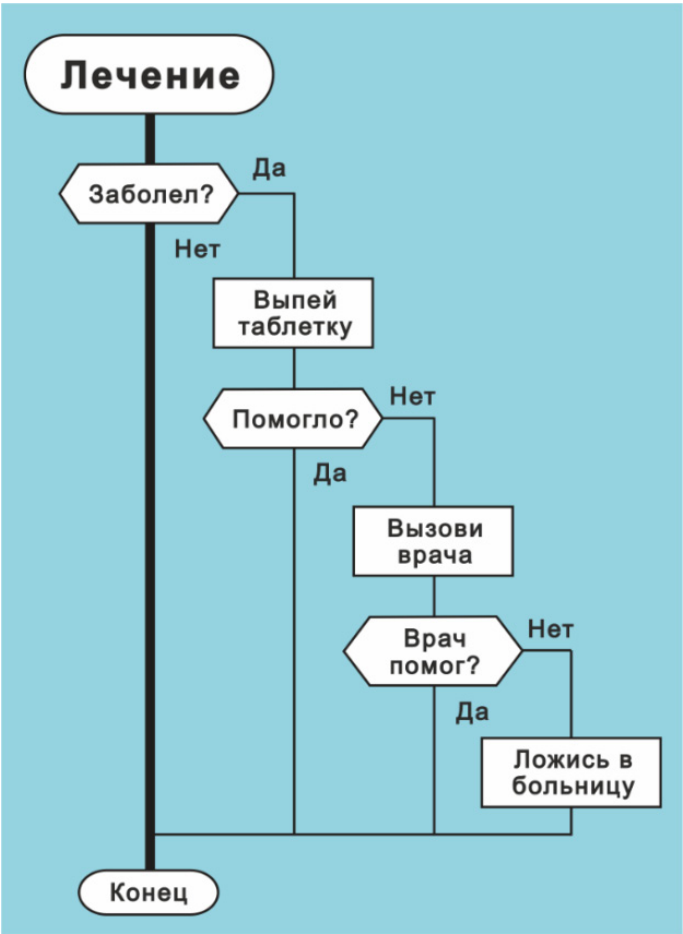 Лечение
Заболел?
Да
Нет
Выпей
таблетку
Помогло?
Нет
Да
Вызови
врача
Врач
помог?
Нет
Да
Ложись в
больницу
Конец